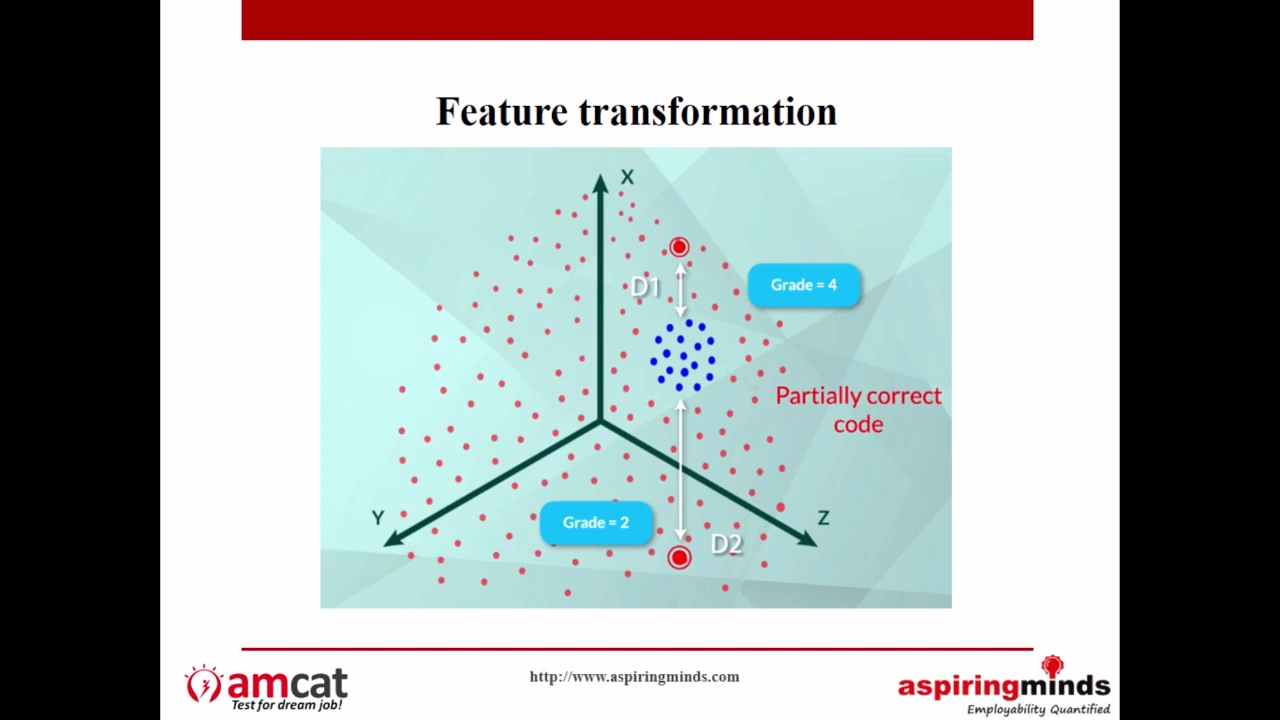 Feature transformation
X
D1
Grade = 4
Partially correct
code
Y
Z
Grade = 2
D2
amcat
Test for dream job!
http://www.aspiringminds.com
aspiringminds
Employability Quantified